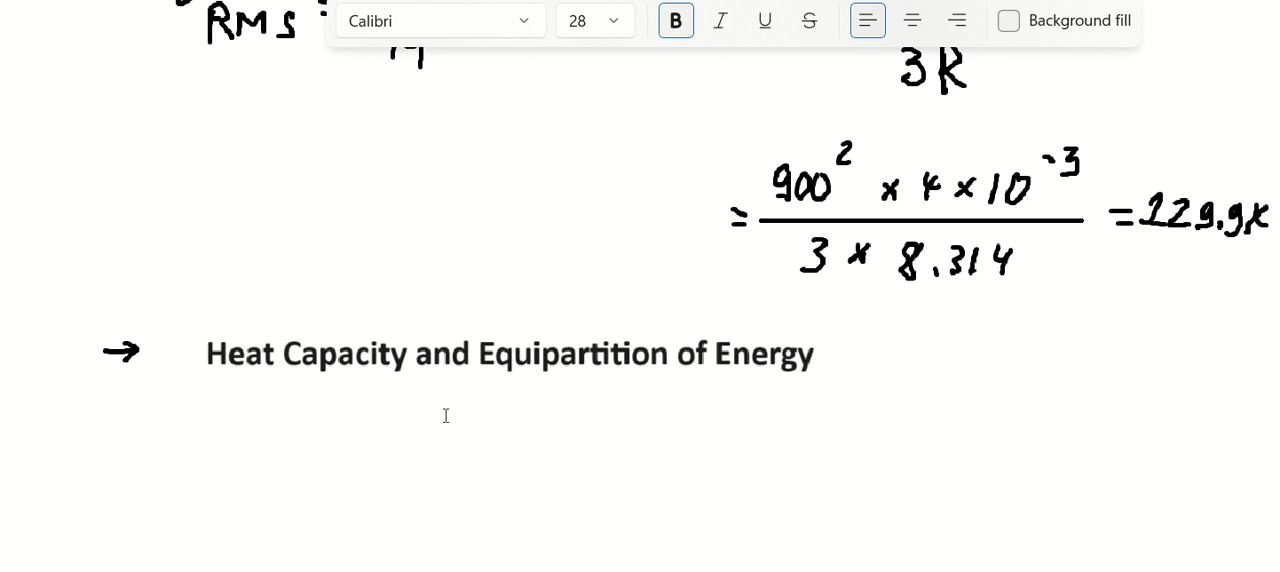 RMS =
Calibri 28 B I U S Background fill
M
3R
= 900² × 4 × 10⁻³ = 129.9K
3 × 8.314
→ Heat Capacity and Equipartition of Energy